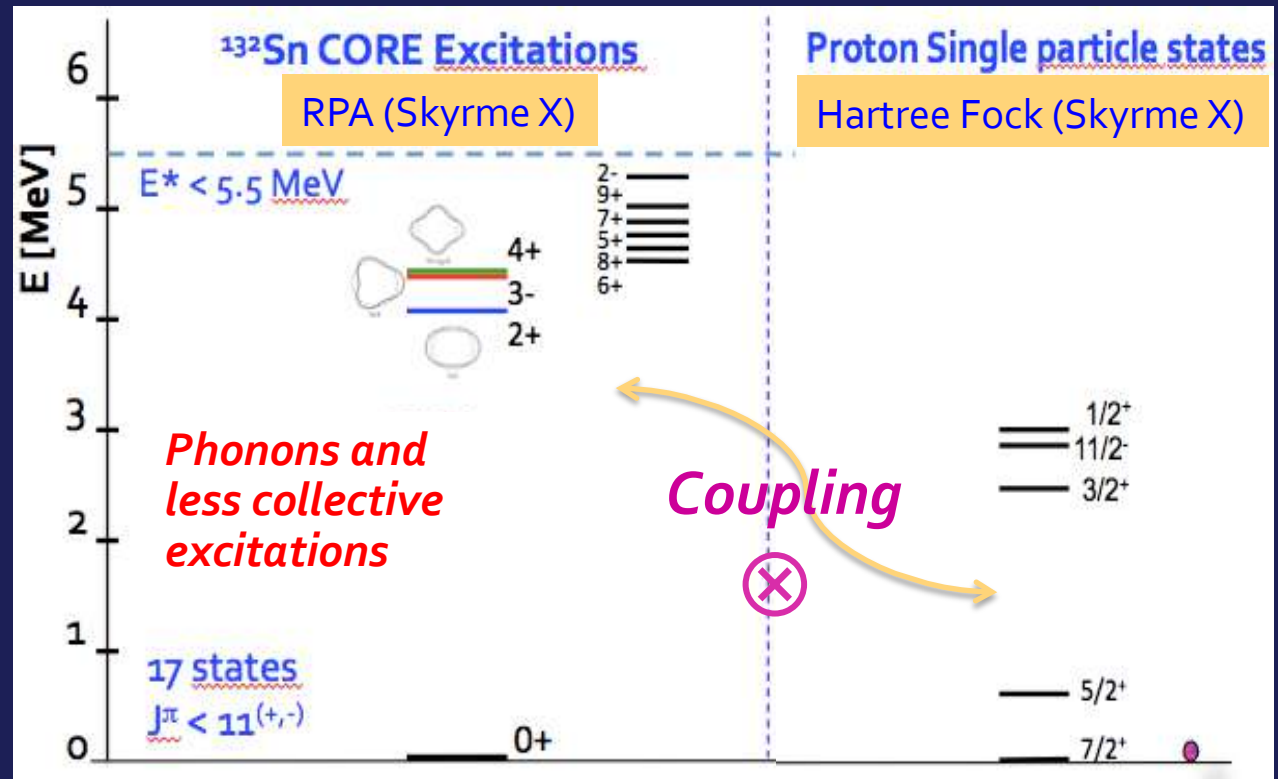 ¹³²Sn CORE Excitations
RPA (Skyrme X)
Proton Single particle states
Hartree Fock (Skyrme X)
E [MeV]
6
5
4
3
2
1
0
E* < 5.5 MeV
4+
3-
2+
2-
9+
7+
5+
8+
6+
Phonons and
less collective
excitations
Coupling
1/2⁺
11/2⁻
3/2⁺
5/2⁺
7/2⁺
17 states
Jᵖ < 11⁽⁺,⁻⁾
0+